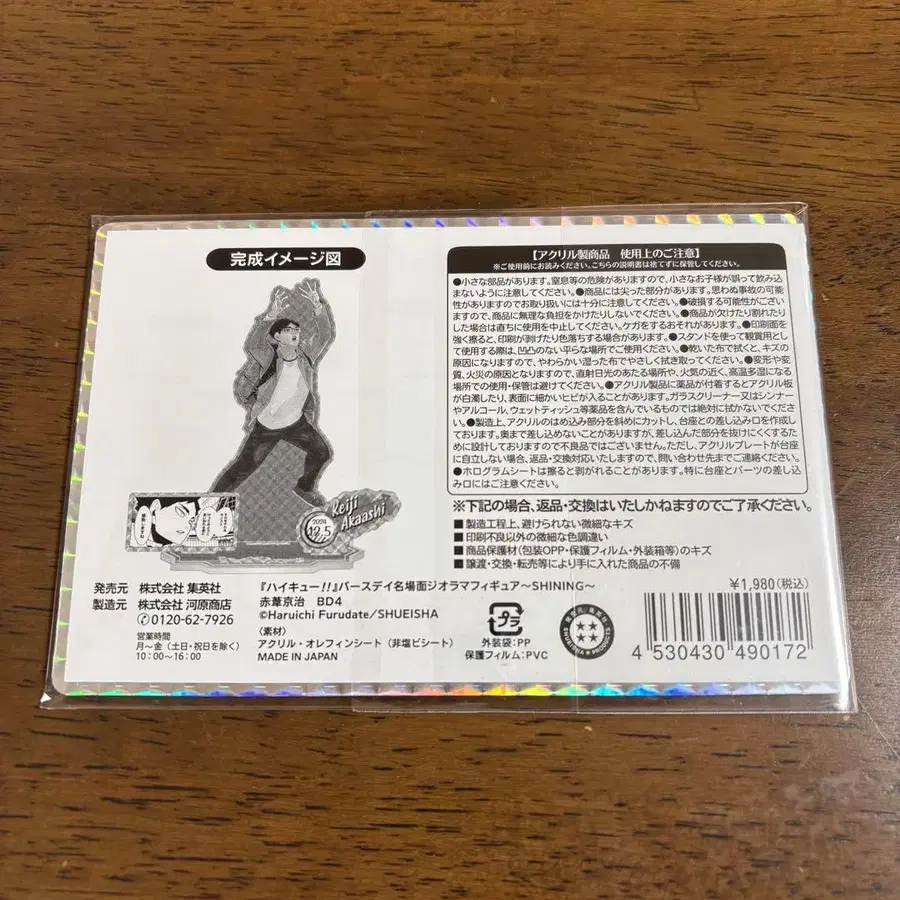 完成イメージ図
Keiji
Akaashi
2024
12.5
【アクリル製商品 使用上のご注意】
※ご使用前にお読みください。こちらの説明書は捨てずに保管してください。
●小さな部品があります。窒息等の危険がありますので、小さなお子様が誤って飲み込
まないように注意してください。●商品には尖った部分があります。思わぬ事故の可能
性がありますのでお取り扱いには十分に注意してください。●破損する可能性がござい
ますので、商品に無理な負担をかけたりしないでください。●商品が欠けたり割れたり
した場合は直ちに使用を中止してください。ケガをするおそれがあります。●印刷面を
強く擦ると、印刷が剥げたり色落ちする場合があります。●スタンドを使って観賞用とし
て使用する際は、凹凸のない平らな場所でご使用ください。●乾いた布で拭くと、キズの
原因になりますので、やわらかい湿った布でやさしく拭き取ってください。●変形や変
質、火災の原因となりますので、直射日光のあたる場所や、火気の近く、高温多湿になる
場所での使用・保管は避けてください。●アクリル製品に薬品が付着するとアクリル板
が白濁したり、表面に細かいヒビが入ることがあります。ガラスクリーナー又はシンナー
やアルコール、ウェットティッシュ等薬品を含んでいるものでは絶対に拭かないでくださ
い。●製造上、アクリルのはめ込み部分を斜めにカットし、台座との差し込み口を作成し
ております。奥まで差し込めないことがありますが、差し込んだ部分を抜けにくくするた
めに設計しておりますので不良品ではございません。ただし、アクリルプレートが台座
に自立しない場合、返品・交換対応いたしますので、問い合わせ先までご連絡ください。
●ホログラムシートは擦ると剥がれることがあります。特に台座とパーツの差し込
み口にはご注意ください。
※下記の場合、返品・交換はいたしかねますのでご了承ください。
■製造工程上、避けられない微細なキズ
■印刷不良以外の微細な色調違い
■商品保護材(包装OPP・保護フィルム・外装箱等)のキズ
■譲渡・交換・転売等により手に入れた商品の不備
発売元 株式会社 集英社
製造元 株式会社 河原商店
✆0120-62-7926
営業時間
月〜金(土日・祝日を除く)
10:00〜16:00
『ハイキュー!!』バースデイ名場面ジオラマフィギュア〜SHINING〜
赤葦京治 BD4
©Haruichi Furudate/SHUEISHA
〈素材〉
アクリル・オレフィンシート(非塩ビシート)
MADE IN JAPAN
プラ
外装袋:PP
保護フィルム:PVC
発売元/集英社
SHUEISHA PRODUCTS
¥1,980(税込)
4 530430 490172